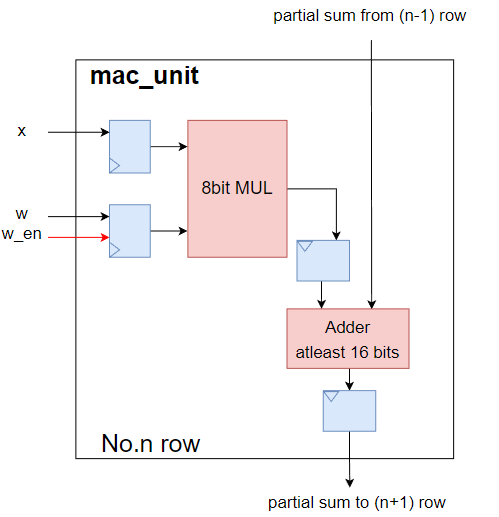 partial sum from (n-1) row
mac_unit
x
8bit MUL
w
w_en
Adder
atleast 16 bits
No.n row
partial sum to (n+1) row